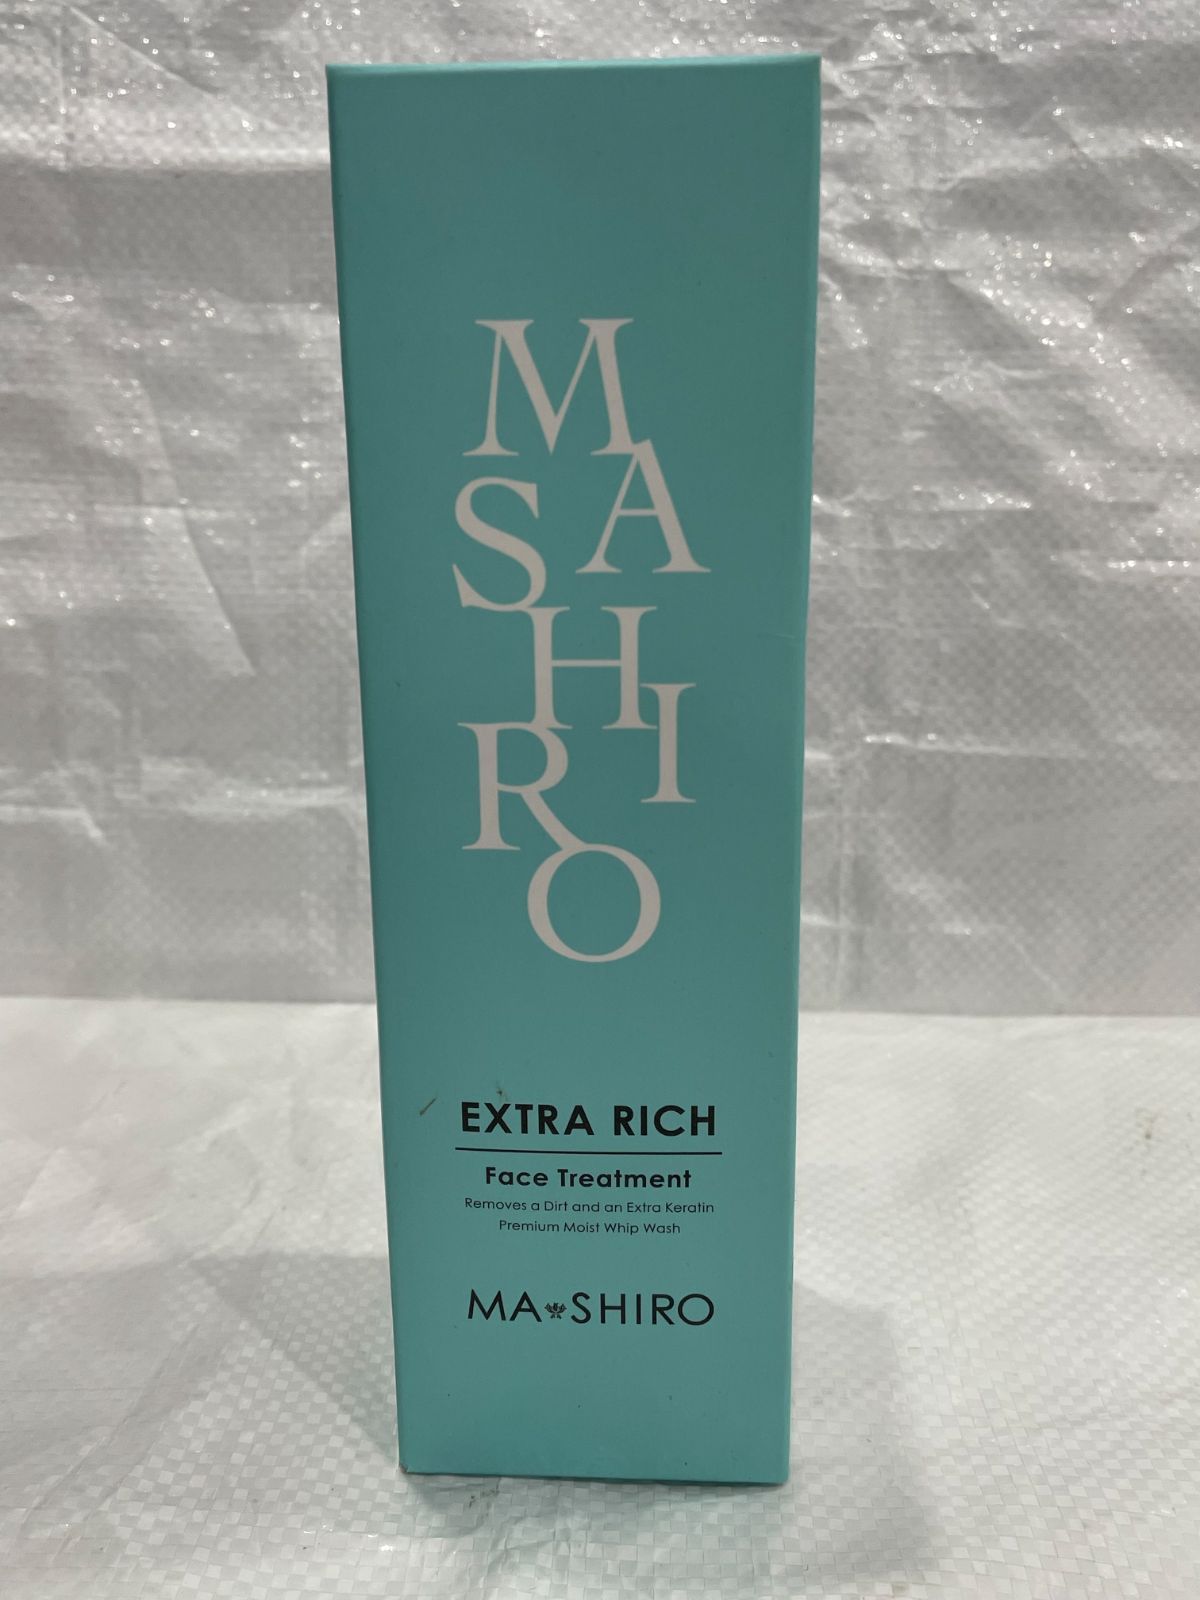 MASHIRO
EXTRA RICH
Face Treatment
Removes a Dirt and an Extra Keratin
Premium Moist Whip Wash
MA SHIRO